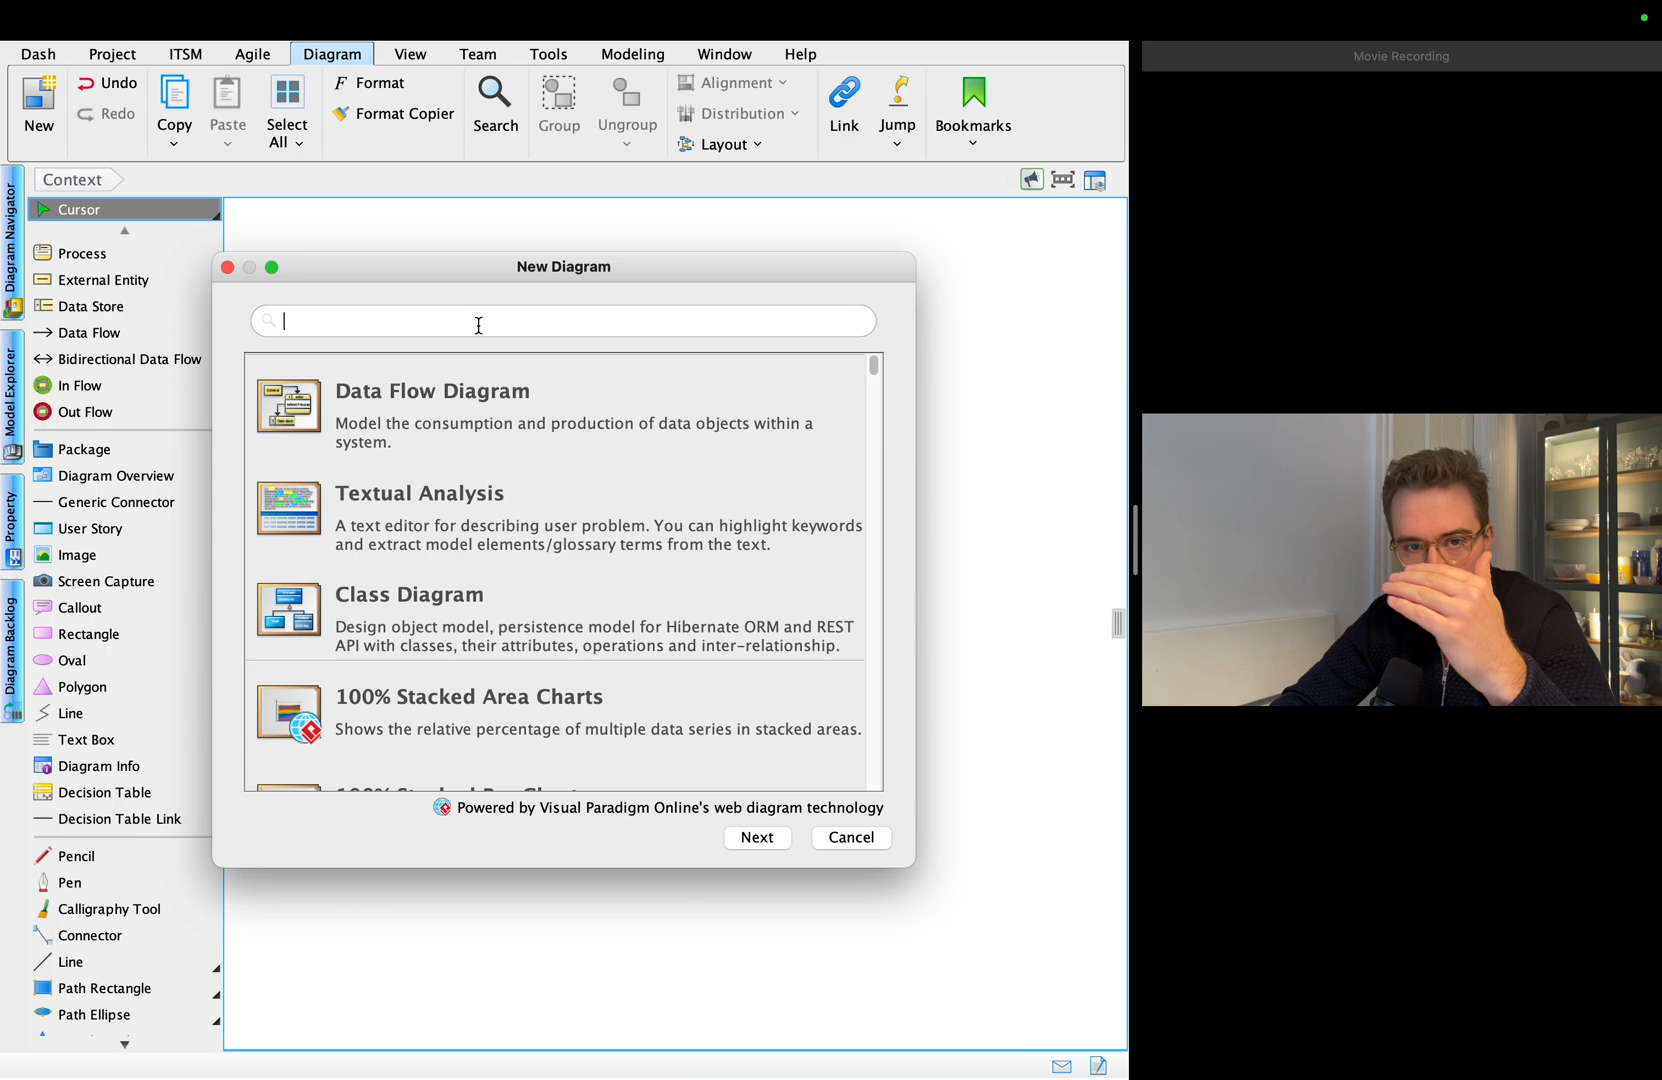 Movie Recording
Dash Project ITSM Agile Diagram View Team Tools Modeling Window Help
New
Undo
Redo
Copy
Paste
Select
All
Format
Format Copier
Search
Group
Ungroup
Alignment
Distribution
Layout
Link
Jump
Bookmarks
Context
Diagram Navigator
Model Explorer
Property
Diagram Backlog
Cursor
Process
External Entity
Data Store
Data Flow
Bidirectional Data Flow
In Flow
Out Flow
Package
Diagram Overview
Generic Connector
User Story
Image
Screen Capture
Callout
Rectangle
Oval
Polygon
Line
Text Box
Diagram Info
Decision Table
Decision Table Link
Pencil
Pen
Calligraphy Tool
Connector
Line
Path Rectangle
Path Ellipse
New Diagram
Data Flow Diagram
Model the consumption and production of data objects within a
system.
Textual Analysis
A text editor for describing user problem. You can highlight keywords
and extract model elements/glossary terms from the text.
Class Diagram
Design object model, persistence model for Hibernate ORM and REST
API with classes, their attributes, operations and inter-relationship.
100% Stacked Area Charts
Shows the relative percentage of multiple data series in stacked areas.
Powered by Visual Paradigm Online's web diagram technology
Next
Cancel